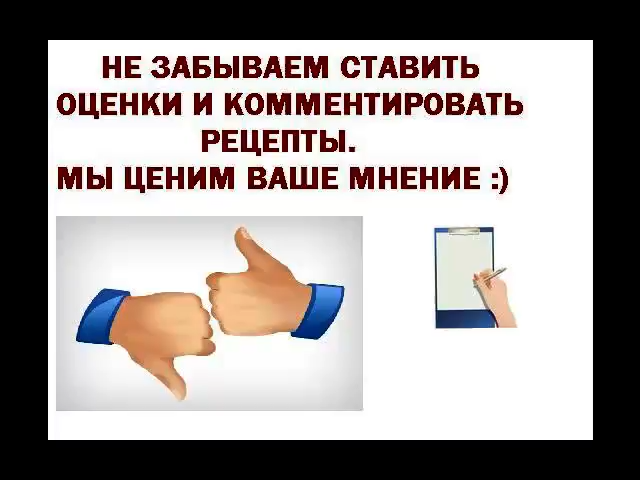 НЕ ЗАБЫВАЕМ СТАВИТЬ
ОЦЕНКИ И КОММЕНТИРОВАТЬ
РЕЦЕПТЫ.
МЫ ЦЕНИМ ВАШЕ МНЕНИЕ :)